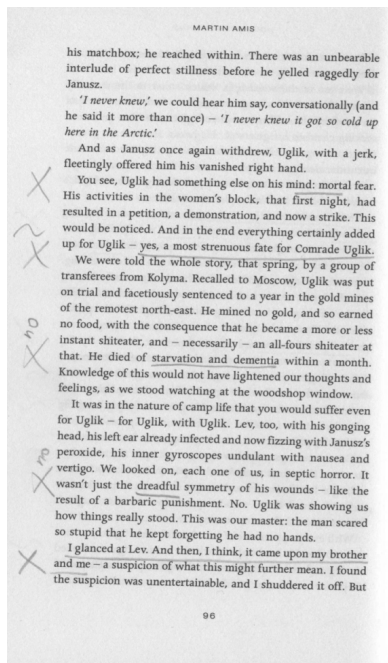 MARTIN AMIS
his matchbox; he reached within. There was an unbearable
interlude of perfect stillness before he yelled raggedly for
Janusz.
‘I never knew,’ we could hear him say, conversationally (and
he said it more than once) – ‘I never knew it got so cold up
here in the Arctic.’
And as Janusz once again withdrew, Uglik, with a jerk,
fleetingly offered him his vanished right hand.
You see, Uglik had something else on his mind: mortal fear.
His activities in the women’s block, that first night, had
resulted in a petition, a demonstration, and now a strike. This
would be noticed. And in the end everything certainly added
up for Uglik – yes, a most strenuous fate for Comrade Uglik.
We were told the whole story, that spring, by a group of
transferees from Kolyma. Recalled to Moscow, Uglik was put
on trial and facetiously sentenced to a year in the gold mines
of the remotest north-east. He mined no gold, and so earned
no food, with the consequence that he became a more or less
instant shiteater, and – necessarily – an all-fours shiteater at
that. He died of starvation and dementia within a month.
Knowledge of this would not have lightened our thoughts and
feelings, as we stood watching at the woodshop window.
It was in the nature of camp life that you would suffer even
for Uglik – for Uglik, with Uglik. Lev, too, with his gonging
head, his left ear already infected and now fizzing with Janusz’s
peroxide, his inner gyroscopes undulant with nausea and
vertigo. We looked on, each one of us, in septic horror. It
wasn’t just the dreadful symmetry of his wounds – like the
result of a barbaric punishment. No. Uglik was showing us
how things really stood. This was our master: the man scared
so stupid that he kept forgetting he had no hands.
I glanced at Lev. And then, I think, it came upon my brother
and me – a suspicion of what this might further mean. I found
the suspicion was unentertainable, and I shuddered it off. But
96